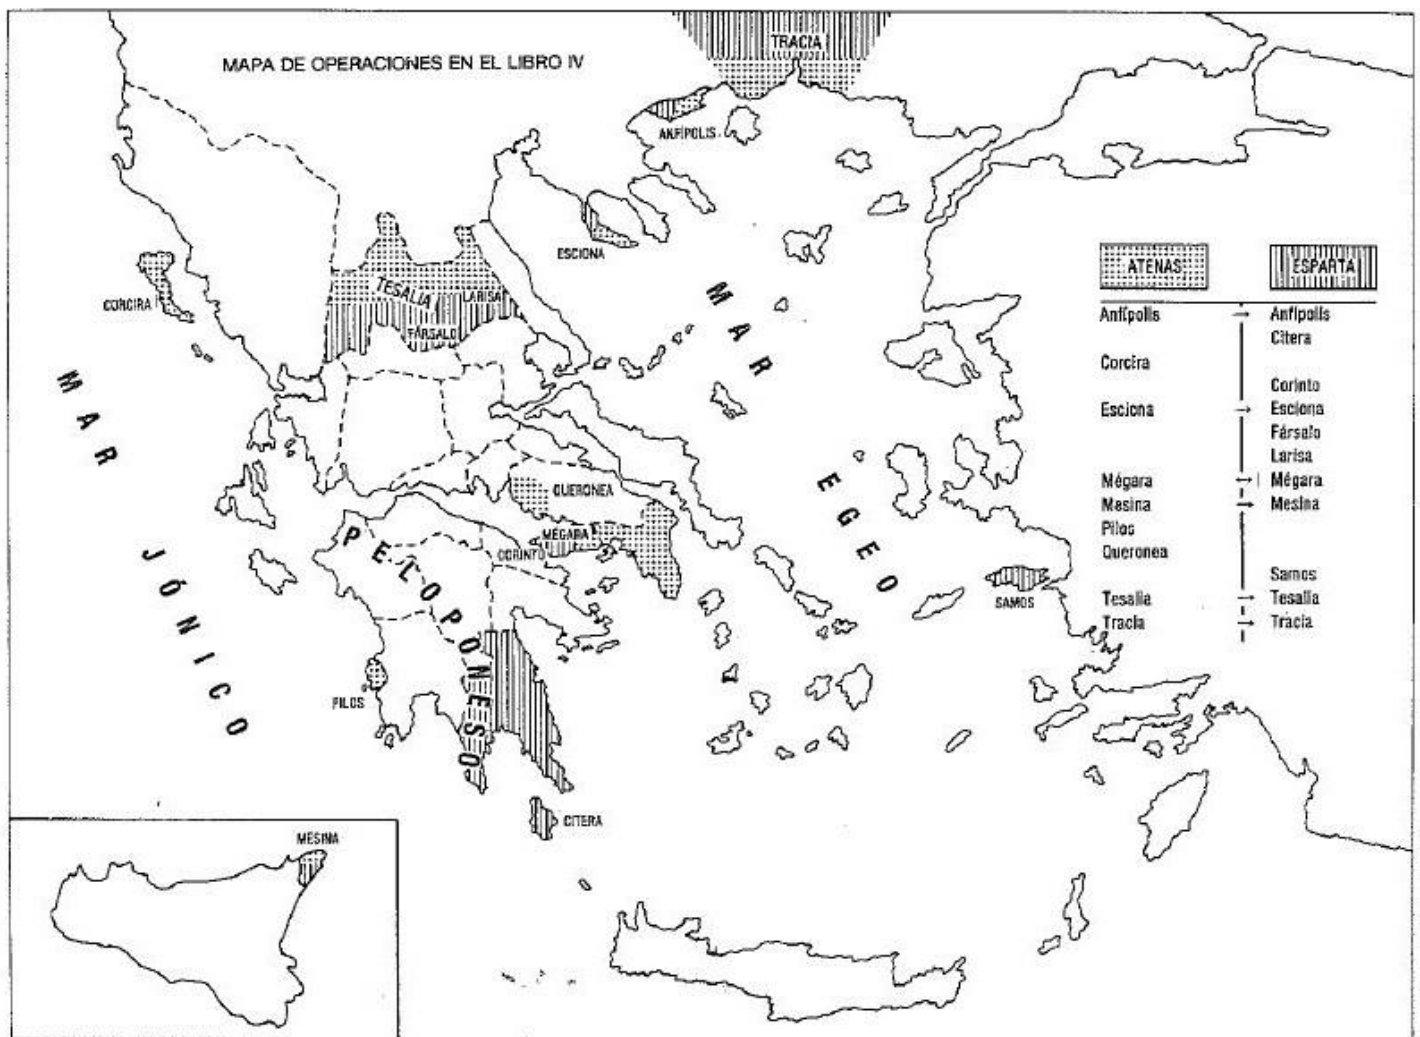 MAPA DE OPERACIONES EN EL LIBRO IV
TRACIA
ANFÍPOLIS
ESCIONA
CORCIRA
TESALIA
LARISA
FÁRSALO
MAR JÓNICO
MAR EGEO
QUERONEA
MÉGARA
CORINTO
PELOPONESO
PILOS
CITERA
SAMOS
MESINA
ATENAS ESPARTA
Anfípolis → Anfípolis
Citera
Corcira
Corinto
Esciona → Esciona
Fársalo
Larisa
Mégara → Mégara
Mesina → Mesina
Pilos
Queronea
Samos
Tesalia → Tesalia
Tracia → Tracia